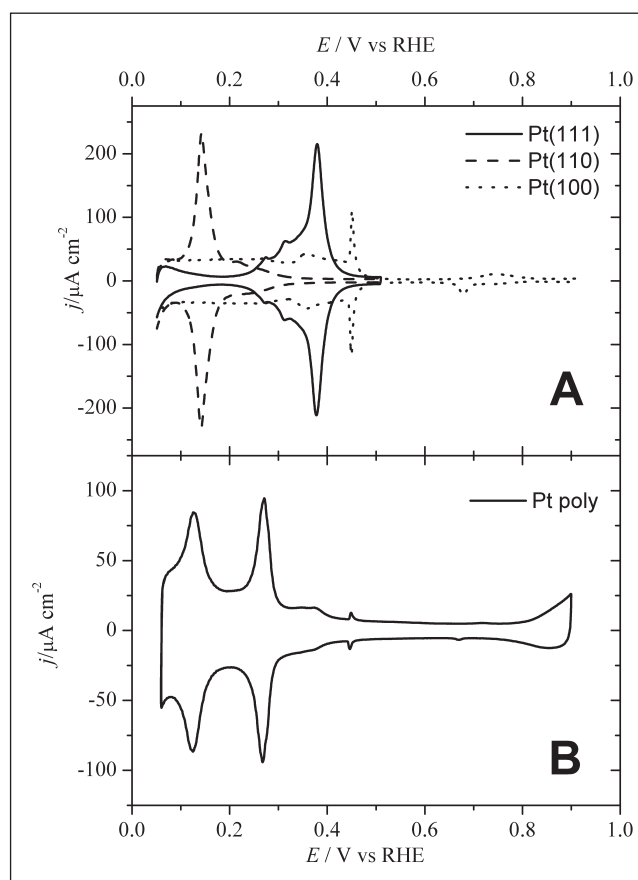 E / V vs RHE
0.0 0.2 0.4 0.6 0.8 1.0
Pt(111)
Pt(110)
Pt(100)
200
100
0
-100
-200
j/μA cm-2
A
Pt poly
100
50
0
-50
-100
j/μA cm-2
B
0.0 0.2 0.4 0.6 0.8 1.0
E / V vs RHE